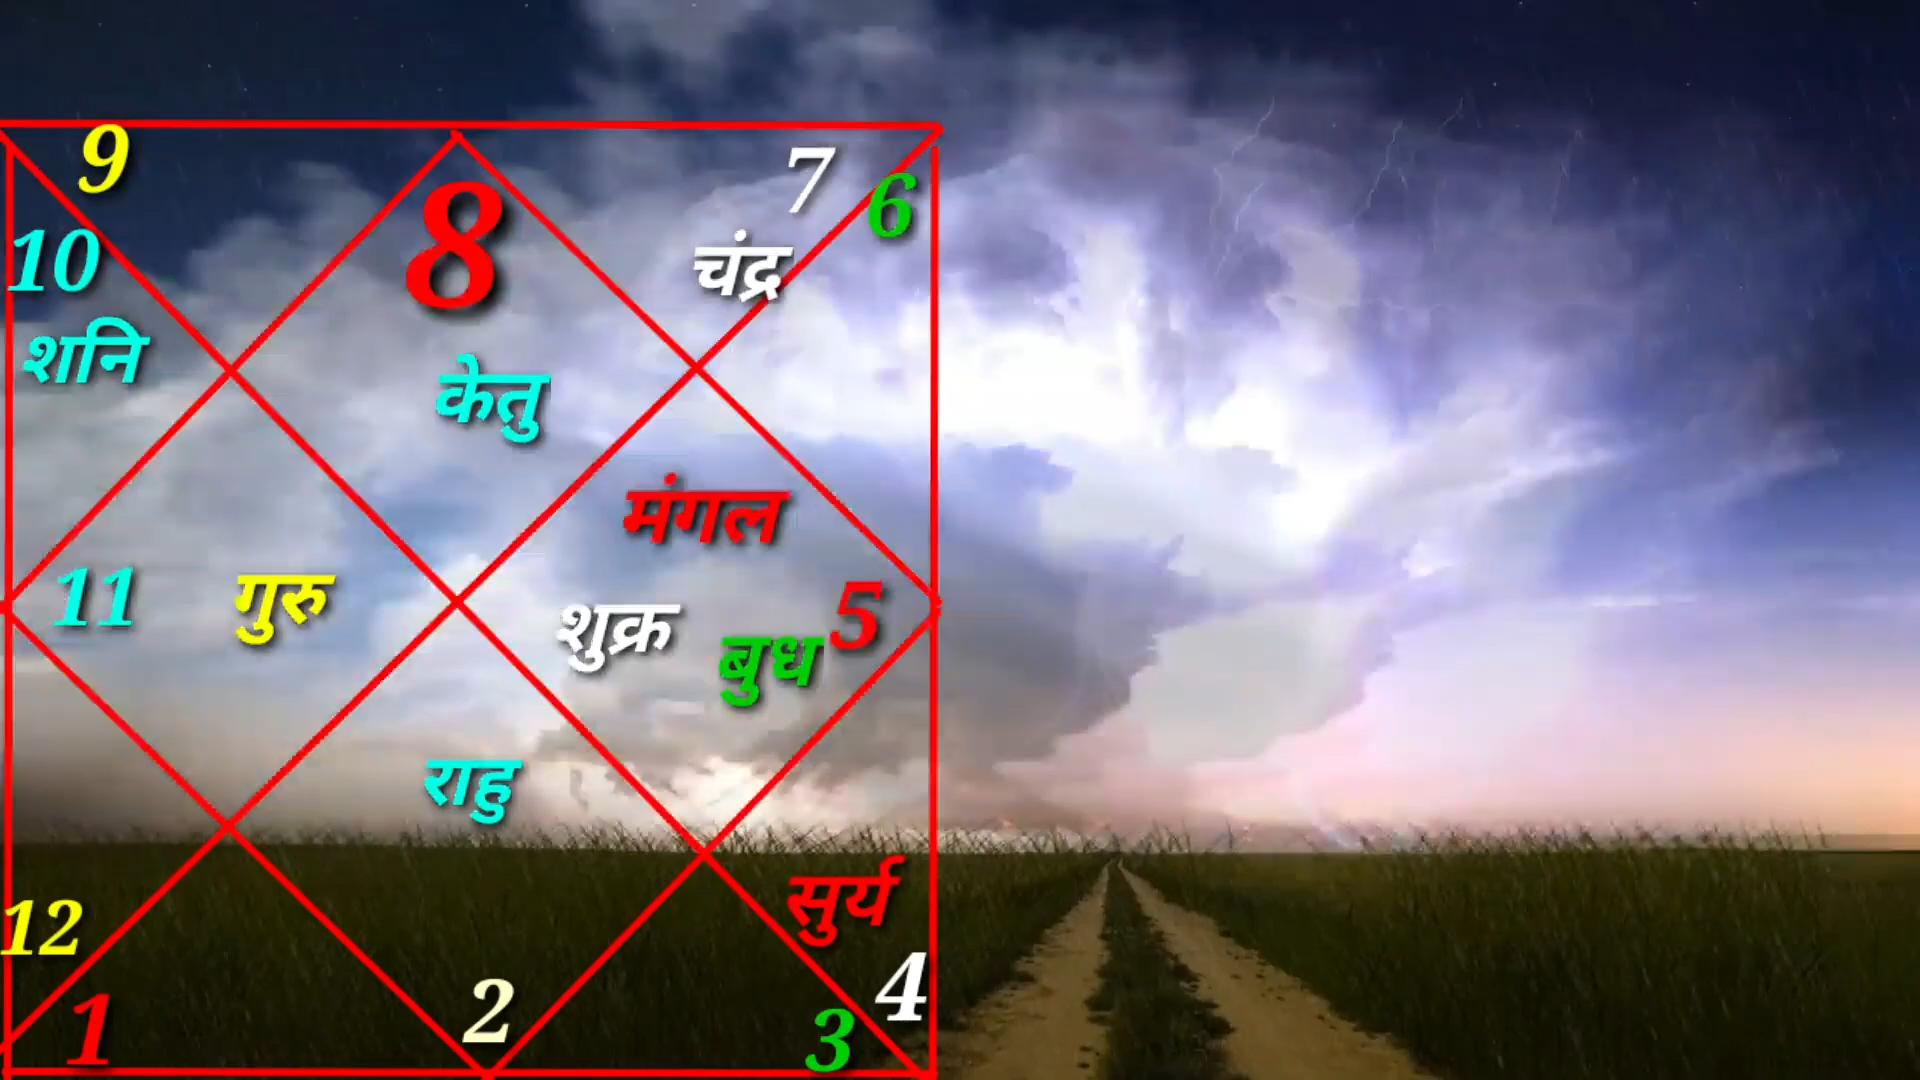 9
8
7
6
10
चंद्र
शनि
केतु
मंगल
11 गुरु
शुक्र बुध 5
राहु
सुर्य
12
4
1
2
3